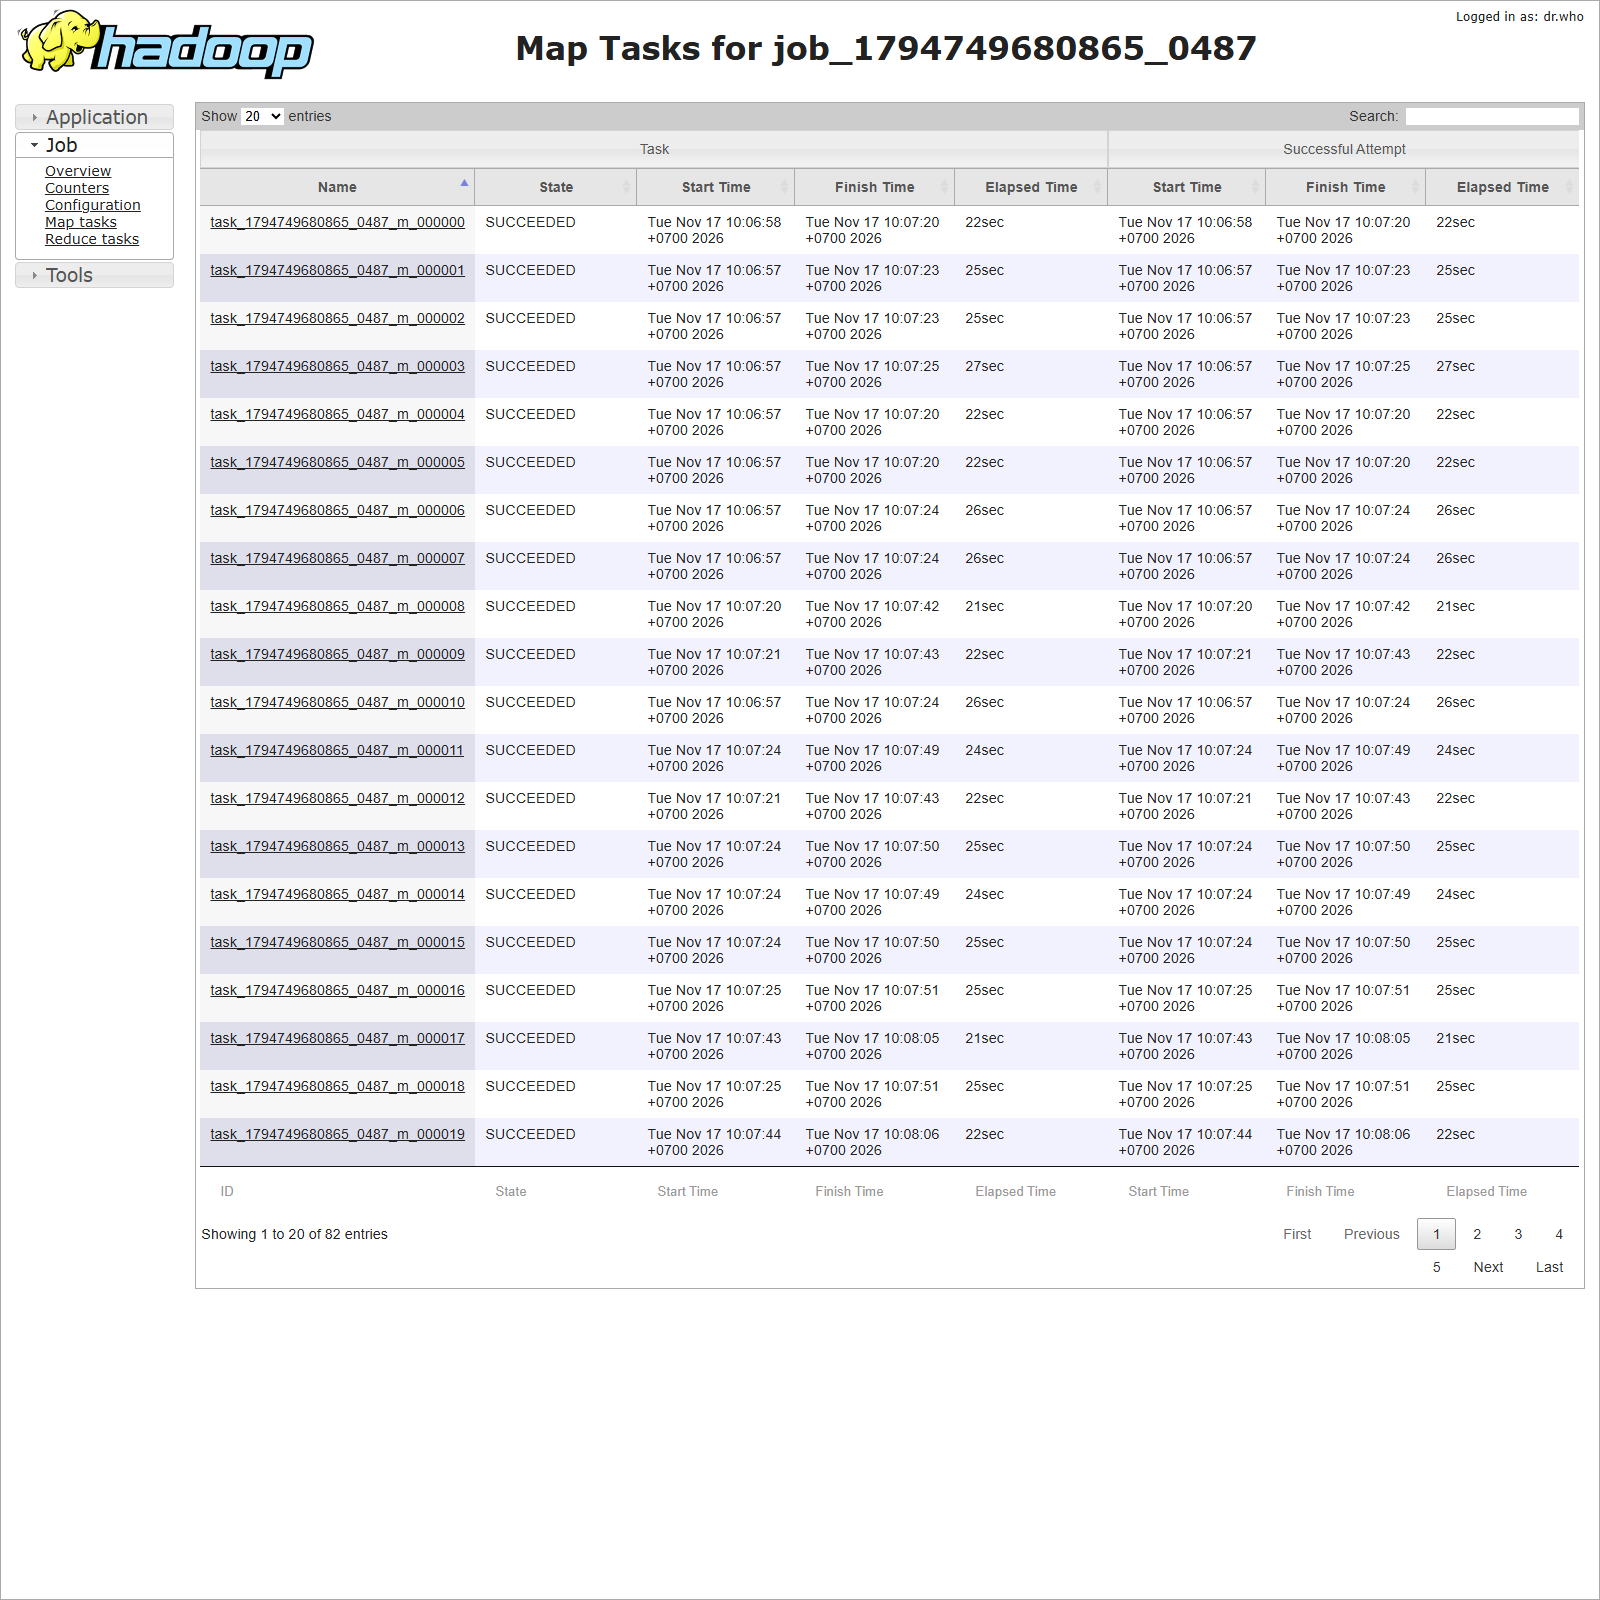 hadoop
Logged in as: dr.who
Map Tasks for job_1794749680865_0487
Application
Job
Overview
Counters
Configuration
Map tasks
Reduce tasks
Tools
Show 20 entries Search:
Task Successful Attempt
Name State Start Time Finish Time Elapsed Time Start Time Finish Time Elapsed Time
task_1794749680865_0487_m_000000 SUCCEEDED Tue Nov 17 10:06:58 Tue Nov 17 10:07:20 22sec Tue Nov 17 10:06:58 Tue Nov 17 10:07:20 22sec
+0700 2026 +0700 2026 +0700 2026 +0700 2026
task_1794749680865_0487_m_000001 SUCCEEDED Tue Nov 17 10:06:57 Tue Nov 17 10:07:23 25sec Tue Nov 17 10:06:57 Tue Nov 17 10:07:23 25sec
+0700 2026 +0700 2026 +0700 2026 +0700 2026
task_1794749680865_0487_m_000002 SUCCEEDED Tue Nov 17 10:06:57 Tue Nov 17 10:07:23 25sec Tue Nov 17 10:06:57 Tue Nov 17 10:07:23 25sec
+0700 2026 +0700 2026 +0700 2026 +0700 2026
task_1794749680865_0487_m_000003 SUCCEEDED Tue Nov 17 10:06:57 Tue Nov 17 10:07:25 27sec Tue Nov 17 10:06:57 Tue Nov 17 10:07:25 27sec
+0700 2026 +0700 2026 +0700 2026 +0700 2026
task_1794749680865_0487_m_000004 SUCCEEDED Tue Nov 17 10:06:57 Tue Nov 17 10:07:20 22sec Tue Nov 17 10:06:57 Tue Nov 17 10:07:20 22sec
+0700 2026 +0700 2026 +0700 2026 +0700 2026
task_1794749680865_0487_m_000005 SUCCEEDED Tue Nov 17 10:06:57 Tue Nov 17 10:07:20 22sec Tue Nov 17 10:06:57 Tue Nov 17 10:07:20 22sec
+0700 2026 +0700 2026 +0700 2026 +0700 2026
task_1794749680865_0487_m_000006 SUCCEEDED Tue Nov 17 10:06:57 Tue Nov 17 10:07:24 26sec Tue Nov 17 10:06:57 Tue Nov 17 10:07:24 26sec
+0700 2026 +0700 2026 +0700 2026 +0700 2026
task_1794749680865_0487_m_000007 SUCCEEDED Tue Nov 17 10:06:57 Tue Nov 17 10:07:24 26sec Tue Nov 17 10:06:57 Tue Nov 17 10:07:24 26sec
+0700 2026 +0700 2026 +0700 2026 +0700 2026
task_1794749680865_0487_m_000008 SUCCEEDED Tue Nov 17 10:07:20 Tue Nov 17 10:07:42 21sec Tue Nov 17 10:07:20 Tue Nov 17 10:07:42 21sec
+0700 2026 +0700 2026 +0700 2026 +0700 2026
task_1794749680865_0487_m_000009 SUCCEEDED Tue Nov 17 10:07:21 Tue Nov 17 10:07:43 22sec Tue Nov 17 10:07:21 Tue Nov 17 10:07:43 22sec
+0700 2026 +0700 2026 +0700 2026 +0700 2026
task_1794749680865_0487_m_000010 SUCCEEDED Tue Nov 17 10:06:57 Tue Nov 17 10:07:24 26sec Tue Nov 17 10:06:57 Tue Nov 17 10:07:24 26sec
+0700 2026 +0700 2026 +0700 2026 +0700 2026
task_1794749680865_0487_m_000011 SUCCEEDED Tue Nov 17 10:07:24 Tue Nov 17 10:07:49 24sec Tue Nov 17 10:07:24 Tue Nov 17 10:07:49 24sec
+0700 2026 +0700 2026 +0700 2026 +0700 2026
task_1794749680865_0487_m_000012 SUCCEEDED Tue Nov 17 10:07:21 Tue Nov 17 10:07:43 22sec Tue Nov 17 10:07:21 Tue Nov 17 10:07:43 22sec
+0700 2026 +0700 2026 +0700 2026 +0700 2026
task_1794749680865_0487_m_000013 SUCCEEDED Tue Nov 17 10:07:24 Tue Nov 17 10:07:50 25sec Tue Nov 17 10:07:24 Tue Nov 17 10:07:50 25sec
+0700 2026 +0700 2026 +0700 2026 +0700 2026
task_1794749680865_0487_m_000014 SUCCEEDED Tue Nov 17 10:07:24 Tue Nov 17 10:07:49 24sec Tue Nov 17 10:07:24 Tue Nov 17 10:07:49 24sec
+0700 2026 +0700 2026 +0700 2026 +0700 2026
task_1794749680865_0487_m_000015 SUCCEEDED Tue Nov 17 10:07:24 Tue Nov 17 10:07:50 25sec Tue Nov 17 10:07:24 Tue Nov 17 10:07:50 25sec
+0700 2026 +0700 2026 +0700 2026 +0700 2026
task_1794749680865_0487_m_000016 SUCCEEDED Tue Nov 17 10:07:25 Tue Nov 17 10:07:51 25sec Tue Nov 17 10:07:25 Tue Nov 17 10:07:51 25sec
+0700 2026 +0700 2026 +0700 2026 +0700 2026
task_1794749680865_0487_m_000017 SUCCEEDED Tue Nov 17 10:07:43 Tue Nov 17 10:08:05 21sec Tue Nov 17 10:07:43 Tue Nov 17 10:08:05 21sec
+0700 2026 +0700 2026 +0700 2026 +0700 2026
task_1794749680865_0487_m_000018 SUCCEEDED Tue Nov 17 10:07:25 Tue Nov 17 10:07:51 25sec Tue Nov 17 10:07:25 Tue Nov 17 10:07:51 25sec
+0700 2026 +0700 2026 +0700 2026 +0700 2026
task_1794749680865_0487_m_000019 SUCCEEDED Tue Nov 17 10:07:44 Tue Nov 17 10:08:06 22sec Tue Nov 17 10:07:44 Tue Nov 17 10:08:06 22sec
+0700 2026 +0700 2026 +0700 2026 +0700 2026
ID State Start Time Finish Time Elapsed Time Start Time Finish Time Elapsed Time
Showing 1 to 20 of 82 entries First Previous 1 2 3 4
5 Next Last